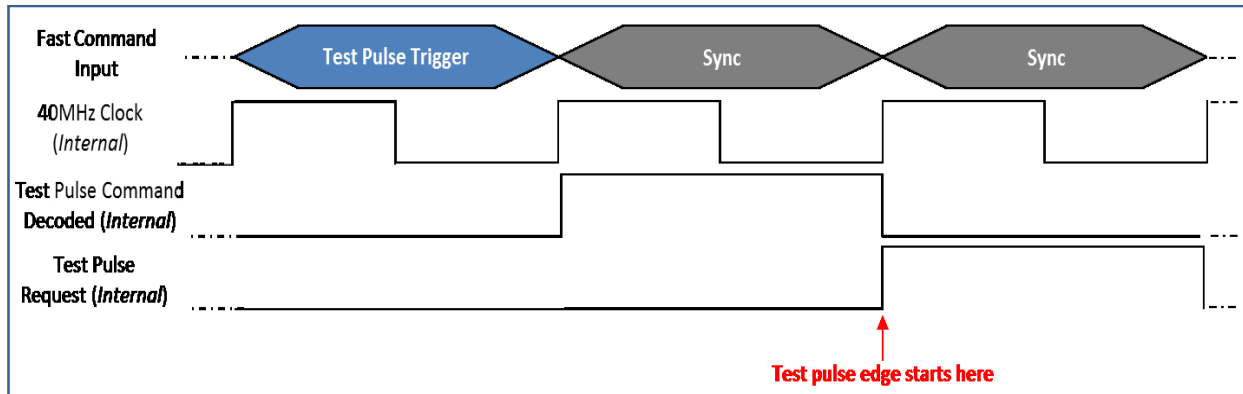 Fast Command
Input
Test Pulse Trigger
Sync
Sync
40MHz Clock
(Internal)
Test Pulse Command
Decoded (Internal)
Test Pulse
Request (Internal)
Test pulse edge starts here